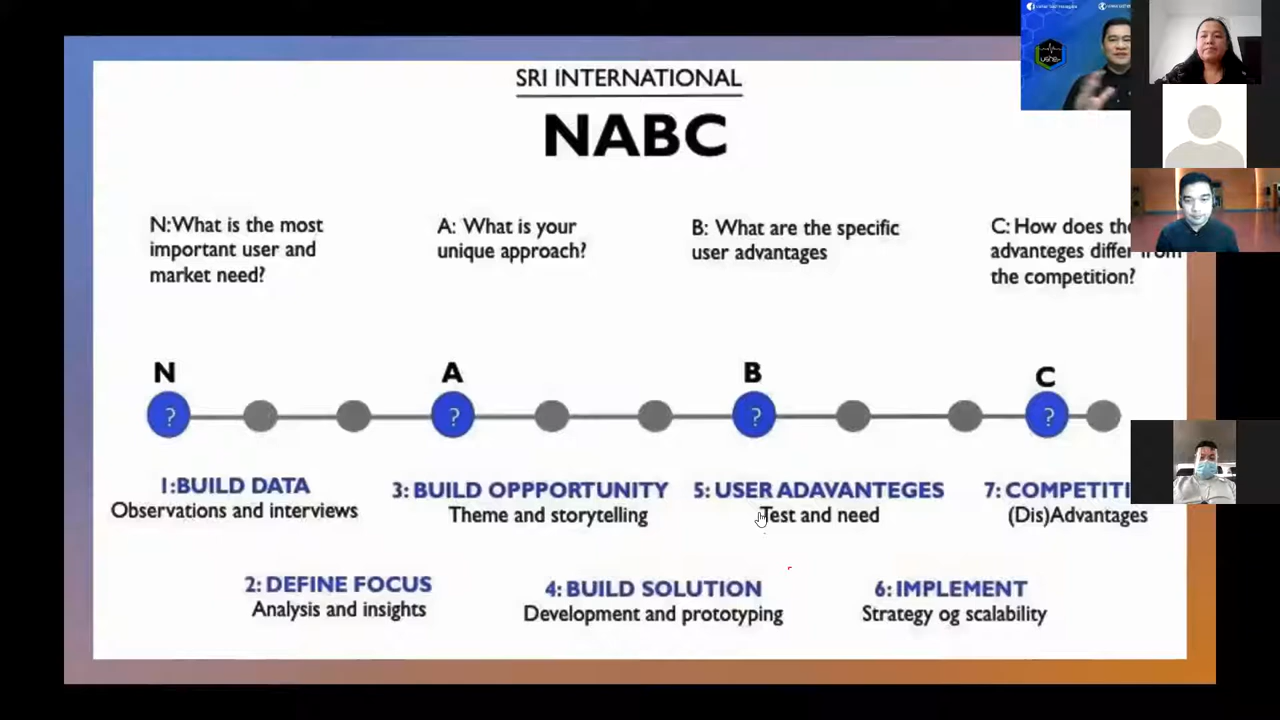 SRI INTERNATIONAL
NABC
N:What is the most
important user and
market need?
A: What is your
unique approach?
B: What are the specific
user advantages
C: How does the
advanteges differ from
the competition?
N
A
B
C
?
?
?
?
1:BUILD DATA
Observations and interviews
3: BUILD OPPPORTUNITY
Theme and storytelling
5: USER ADAVANTEGES
Test and need
7: COMPETITI
(Dis)Advantages
2: DEFINE FOCUS
Analysis and insights
4: BUILD SOLUTION
Development and prototyping
6: IMPLEMENT
Strategy og scalability